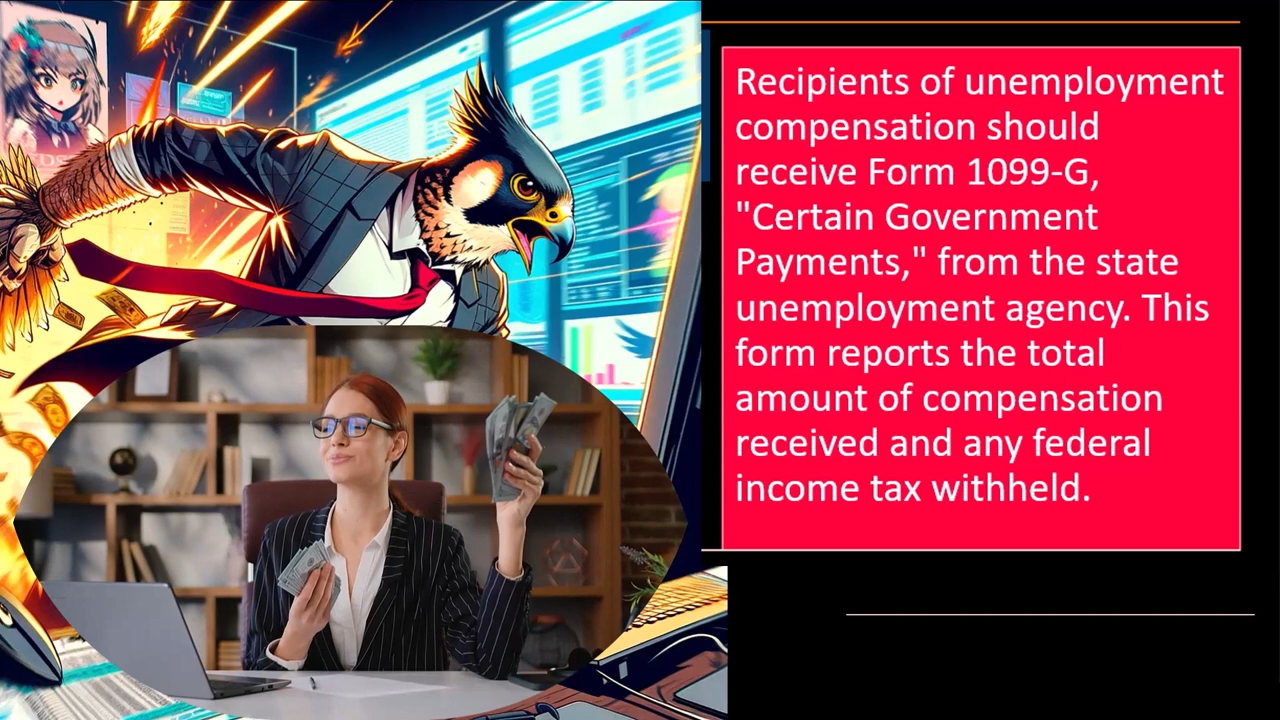 Recipients of unemployment
compensation should
receive Form 1099-G,
"Certain Government
Payments," from the state
unemployment agency. This
form reports the total
amount of compensation
received and any federal
income tax withheld.